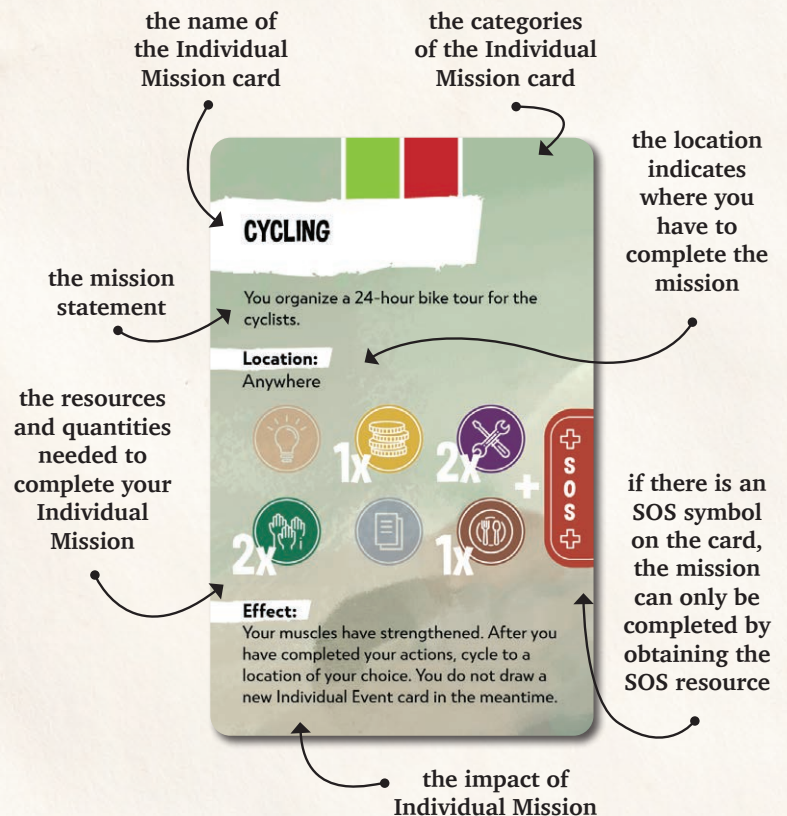 the name of
the Individual
Mission card
the categories
of the Individual
Mission card
the location
indicates
where you
have to
complete the
mission
CYCLING
the mission
statement
You organize a 24-hour bike tour for the
cyclists.
Location:
Anywhere
the resources
and quantities
needed to
complete your
Individual
Mission
1x
2x
+
SOS
2x
1x
if there is an
SOS symbol
on the card,
the mission
can only be
completed by
obtaining the
SOS resource
Effect:
Your muscles have strengthened. After you
have completed your actions, cycle to a
location of your choice. You do not draw a
new Individual Event card in the meantime.
the impact of
Individual Mission